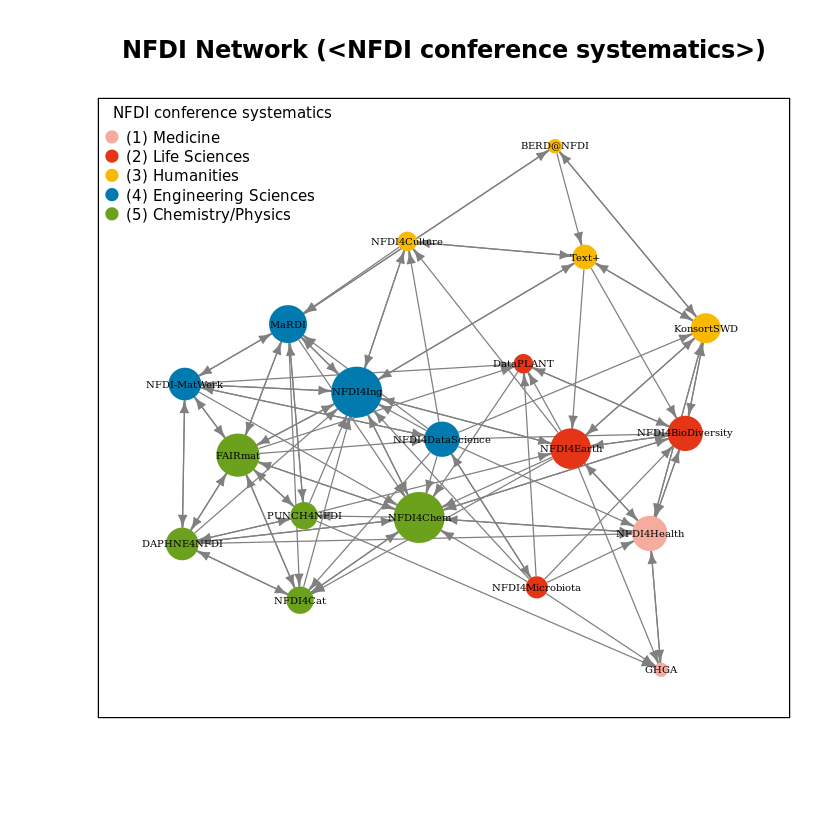 NFDI Network (<NFDI conference systematics>)
NFDI conference systematics
(1) Medicine
(2) Life Sciences
(3) Humanities
(4) Engineering Sciences
(5) Chemistry/Physics
BERD@NFDI
NFDI4Culture
Text+
MaRDI
KonsortSWD
DataPLANT
NFDI-MatWerk
NFDI4Ing
NFDI4BioDiversity
NFDI4DataScience
NFDI4Earth
FAIRmat
PUNCH4NFDI
NFDI4Chem
NFDI4Health
DAPHNE4NFDI
NFDI4Microbiota
NFDI4Cat
GHGA